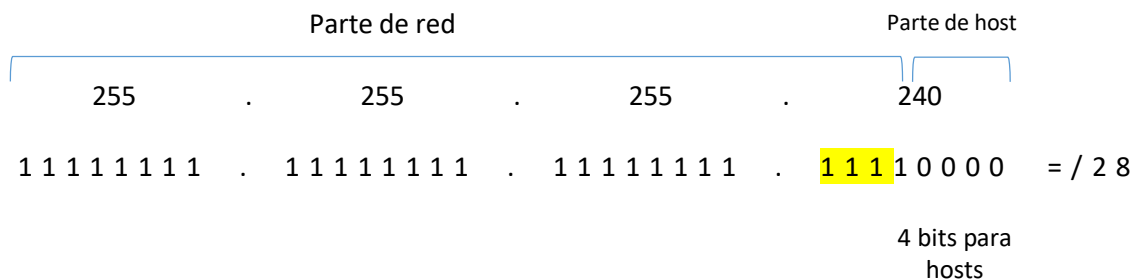 Parte de red
Parte de host
255 . 255 . 255 . 240
1 1 1 1 1 1 1 1 . 1 1 1 1 1 1 1 1 . 1 1 1 1 1 1 1 1 . 1 1 1 1 0 0 0 0 = / 2 8
4 bits para
hosts